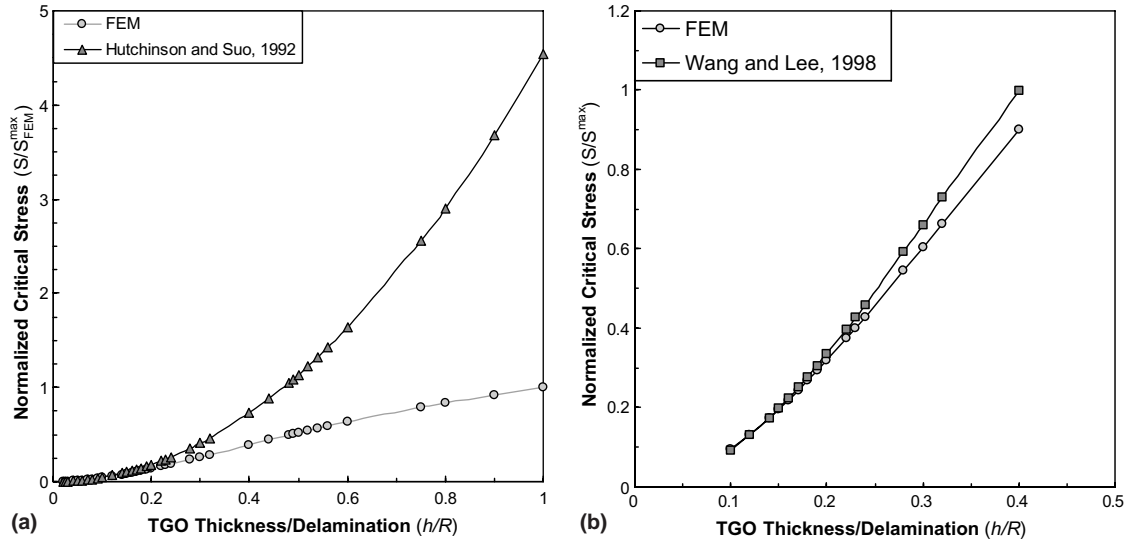 5
4
3
2
1
0
0
0.2
0.4
0.6
0.8
1
FEM
Hutchinson and Suo, 1992
Normalized Critical Stress (S/S max FEM)
TGO Thickness/Delamination (h/R)
(a)
1.2
1
0.8
0.6
0.4
0.2
0
0
0.1
0.2
0.3
0.4
0.5
FEM
Wang and Lee, 1998
Normalized Critical Stress (S/S max)
TGO Thickness/Delamination (h/R)
(b)